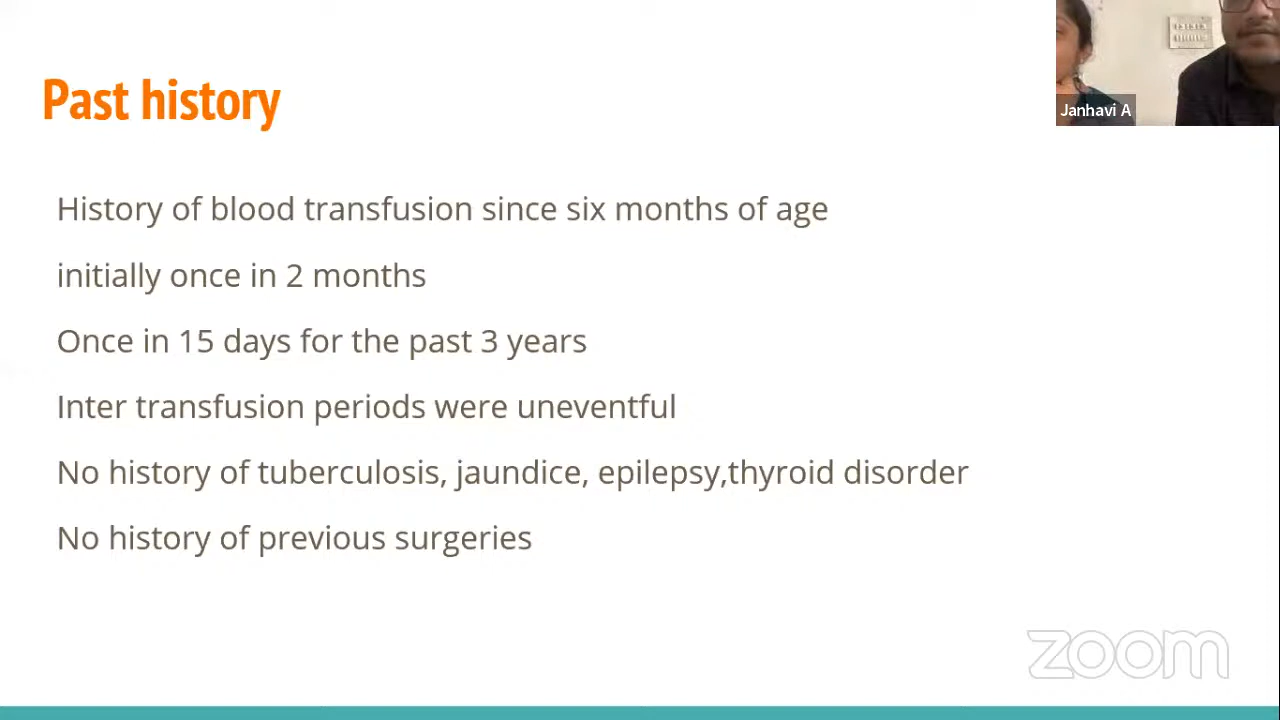 Past history
Janhavi A
History of blood transfusion since six months of age
initially once in 2 months
Once in 15 days for the past 3 years
Inter transfusion periods were uneventful
No history of tuberculosis, jaundice, epilepsy,thyroid disorder
No history of previous surgeries
zoom